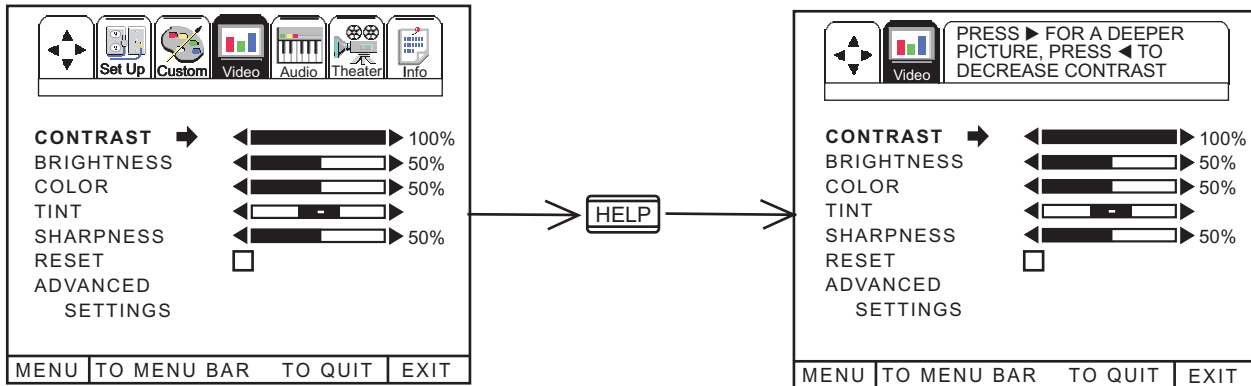 Set Up Custom Video Audio Theater Info
CONTRAST 100%
BRIGHTNESS 50%
COLOR 50%
TINT
SHARPNESS 50%
RESET
ADVANCED
SETTINGS
MENU TO MENU BAR TO QUIT EXIT
HELP
Video
PRESS ▶ FOR A DEEPER
PICTURE, PRESS ◀ TO
DECREASE CONTRAST
CONTRAST 100%
BRIGHTNESS 50%
COLOR 50%
TINT
SHARPNESS 50%
RESET
ADVANCED
SETTINGS
MENU TO MENU BAR TO QUIT EXIT